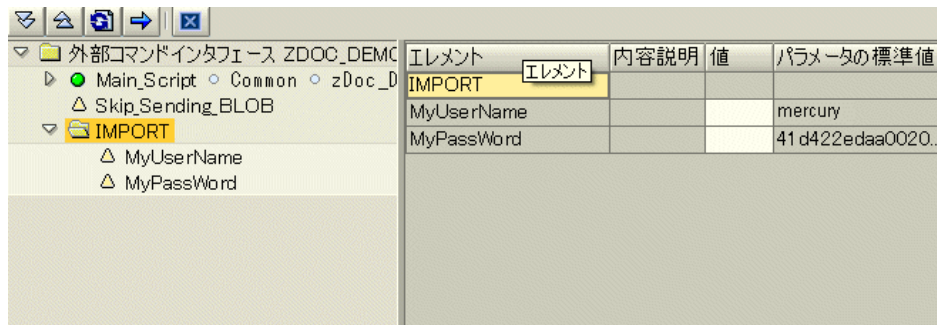 外部コマンドインタフェース ZDOC_DEMO
Main_Script ○ Common ○ zDoc_D
Skip_Sending_BLOB
IMPORT
MyUserName
MyPassWord
エレメント 内容説明 値 パラメータの標準値
エレメント
IMPORT
MyUserName mercury
MyPassWord 41d422edaa0020..